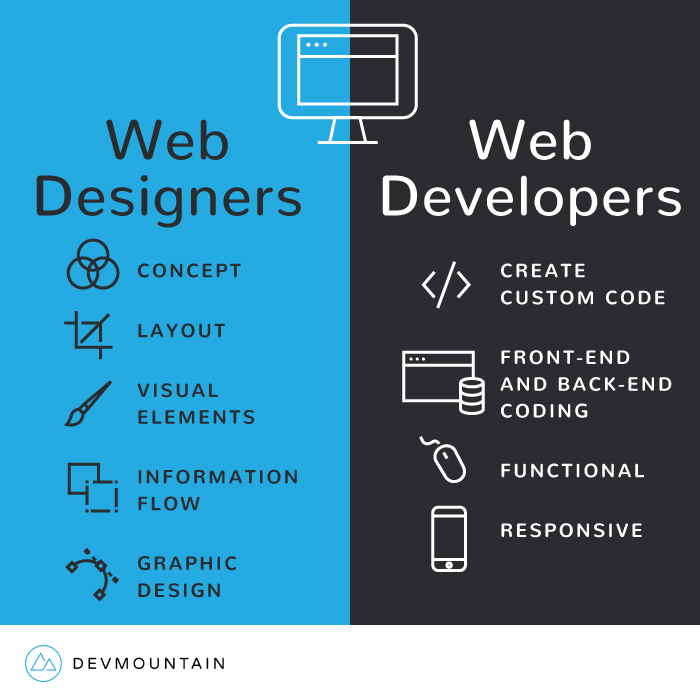 Web
Designers
CONCEPT
LAYOUT
VISUAL
ELEMENTS
INFORMATION
FLOW
GRAPHIC
DESIGN
Web
Developers
CREATE
CUSTOM CODE
FRONT-END
AND BACK-END
CODING
FUNCTIONAL
RESPONSIVE
DEVMOUNTAIN